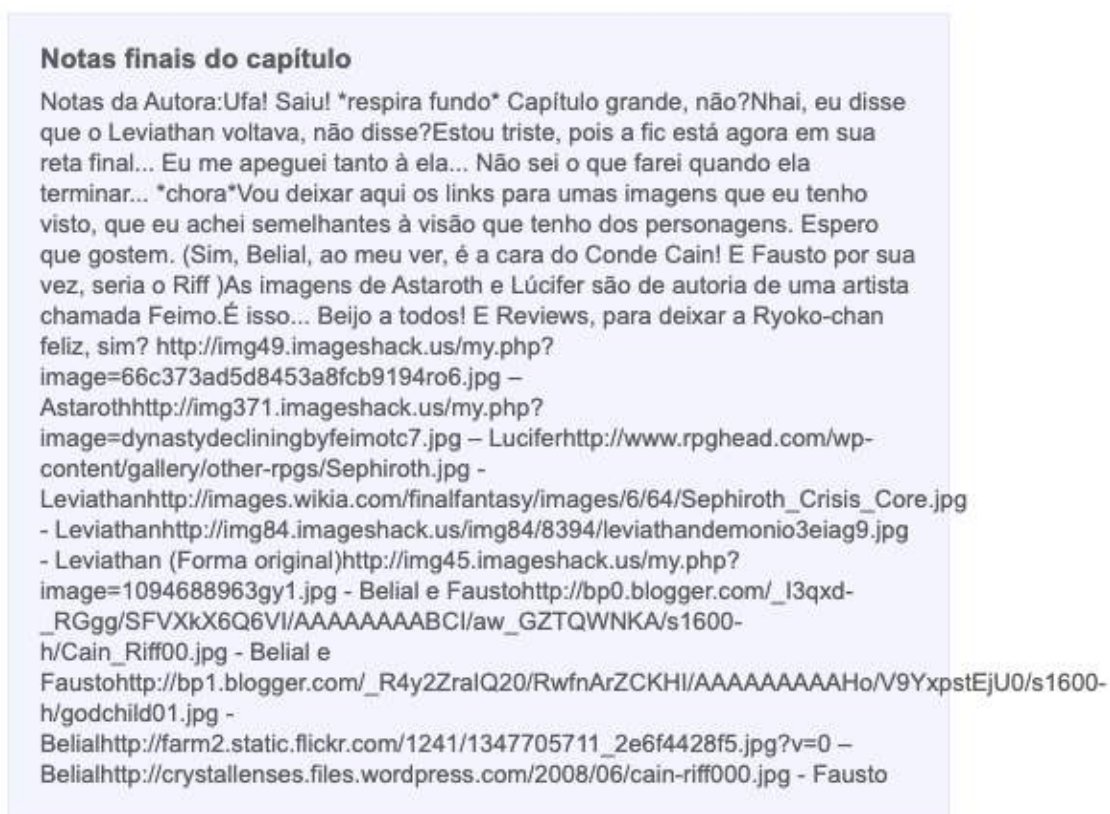 Notas finais do capítulo
Notas da Autora:Ufa! Saiu! *respira fundo* Capítulo grande, não?Nhai, eu disse
que o Leviathan voltava, não disse?Estou triste, pois a fic está agora em sua
reta final... Eu me apeguei tanto à ela... Não sei o que farei quando ela
terminar... *chora*Vou deixar aqui os links para umas imagens que eu tenho
visto, que eu achei semelhantes à visão que tenho dos personagens. Espero
que gostem. (Sim, Belial, ao meu ver, é a cara do Conde Cain! E Fausto por sua
vez, seria o Riff )As imagens de Astaroth e Lúcifer são de autoria de uma artista
chamada Feimo.É isso... Beijo a todos! E Reviews, para deixar a Ryoko-chan
feliz, sim? http://img49.imageshack.us/my.php?
image=66c373ad5d8453a8fcb9194ro6.jpg –
Astarothhttp://img371.imageshack.us/my.php?
image=dynastydecliningbyfeimotc7.jpg – Luciferhttp://www.rpghead.com/wp-
content/gallery/other-rpgs/Sephiroth.jpg -
Leviathanhttp://images.wikia.com/finalfantasy/images/6/64/Sephiroth_Crisis_Core.jpg
- Leviathanhttp://img84.imageshack.us/img84/8394/leviathandemonio3eiag9.jpg
- Leviathan (Forma original)http://img45.imageshack.us/my.php?
image=1094688963gy1.jpg - Belial e Faustohttp://bp0.blogger.com/_I3qxd-
_RGgg/SFVXkX6Q6VI/AAAAAAAABCI/aw_GZTQWNKA/s1600-
h/Cain_Riff00.jpg - Belial e
Faustohttp://bp1.blogger.com/_R4y2ZraIQ20/RwfnArZCKHI/AAAAAAAAAHo/V9YxpstEjU0/s1600-
h/godchild01.jpg -
Belialhttp://farm2.static.flickr.com/1241/1347705711_2e6f4428f5.jpg?v=0 –
Belialhttp://crystallenses.files.wordpress.com/2008/06/cain-riff000.jpg - Fausto